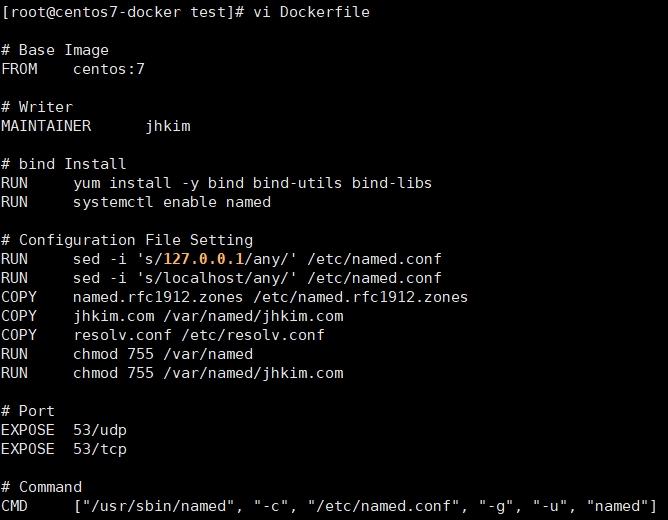 [root@centos7-docker test]# vi Dockerfile
# Base Image
FROM    centos:7
# Writer
MAINTAINER      jhkim
# bind Install
RUN     yum install -y bind bind-utils bind-libs
RUN     systemctl enable named
# Configuration File Setting
RUN     sed -i 's/127.0.0.1/any/' /etc/named.conf
RUN     sed -i 's/localhost/any/' /etc/named.conf
COPY    named.rfc1912.zones /etc/named.rfc1912.zones
COPY    jhkim.com /var/named/jhkim.com
COPY    resolv.conf /etc/resolv.conf
RUN     chmod 755 /var/named
RUN     chmod 755 /var/named/jhkim.com
# Port
EXPOSE  53/udp
EXPOSE  53/tcp
# Command
CMD     ["/usr/sbin/named", "-c", "/etc/named.conf", "-g", "-u", "named"]